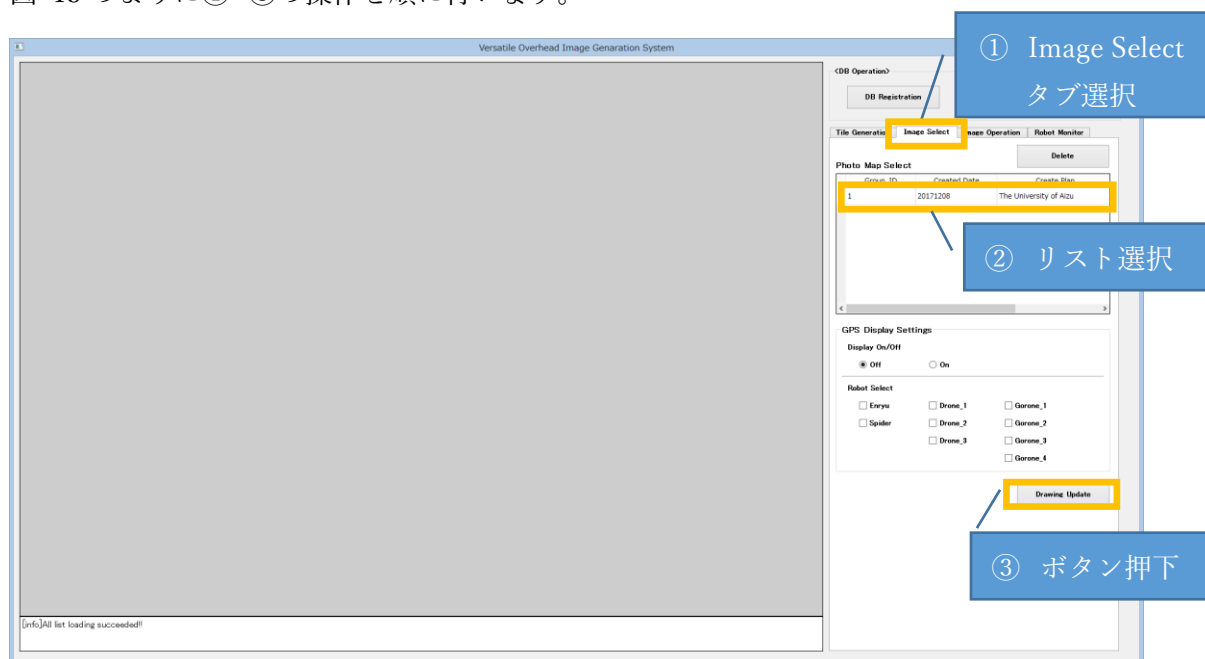 Versatile Overhead Image Genaration System
① Image Select
タブ選択
<DB Operation>
DB Registration
Tile Generation Image Select Image Operation Robot Monitor
Delete
Photo Map Select
Group ID Created Date Create Plan
1 20171208 The University of Aizu
② リスト選択
GPS Display Settings
Display On/Off
Off On
Robot Select
Enryu Drone_1 Gorone_1
Spider Drone_2 Gorone_2
Drone_3 Gorone_3
Gorone_4
Drawing Update
③ ボタン押下
[info]All list loading succeeded!!